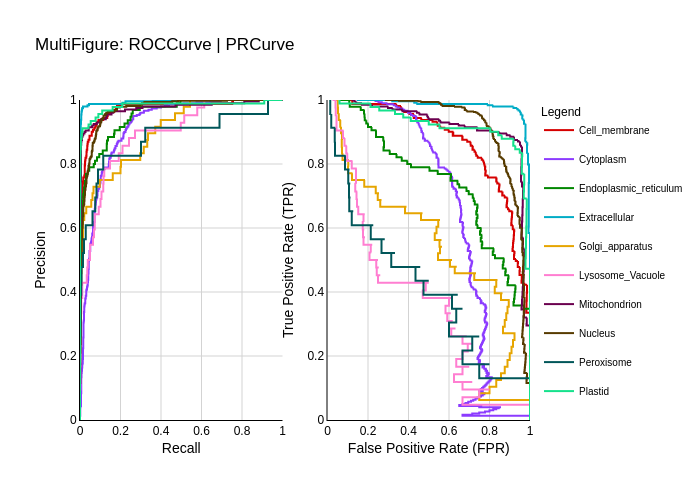 MultiFigure: ROCCurve | PRCurve
Precision
1
0.8
0.6
0.4
0.2
0
0 0.2 0.4 0.6 0.8 1
Recall
True Positive Rate (TPR)
1
0.8
0.6
0.4
0.2
0
0 0.2 0.4 0.6 0.8 1
False Positive Rate (FPR)
Legend
Cell_membrane
Cytoplasm
Endoplasmic_reticulum
Extracellular
Golgi_apparatus
Lysosome_Vacuole
Mitochondrion
Nucleus
Peroxisome
Plastid